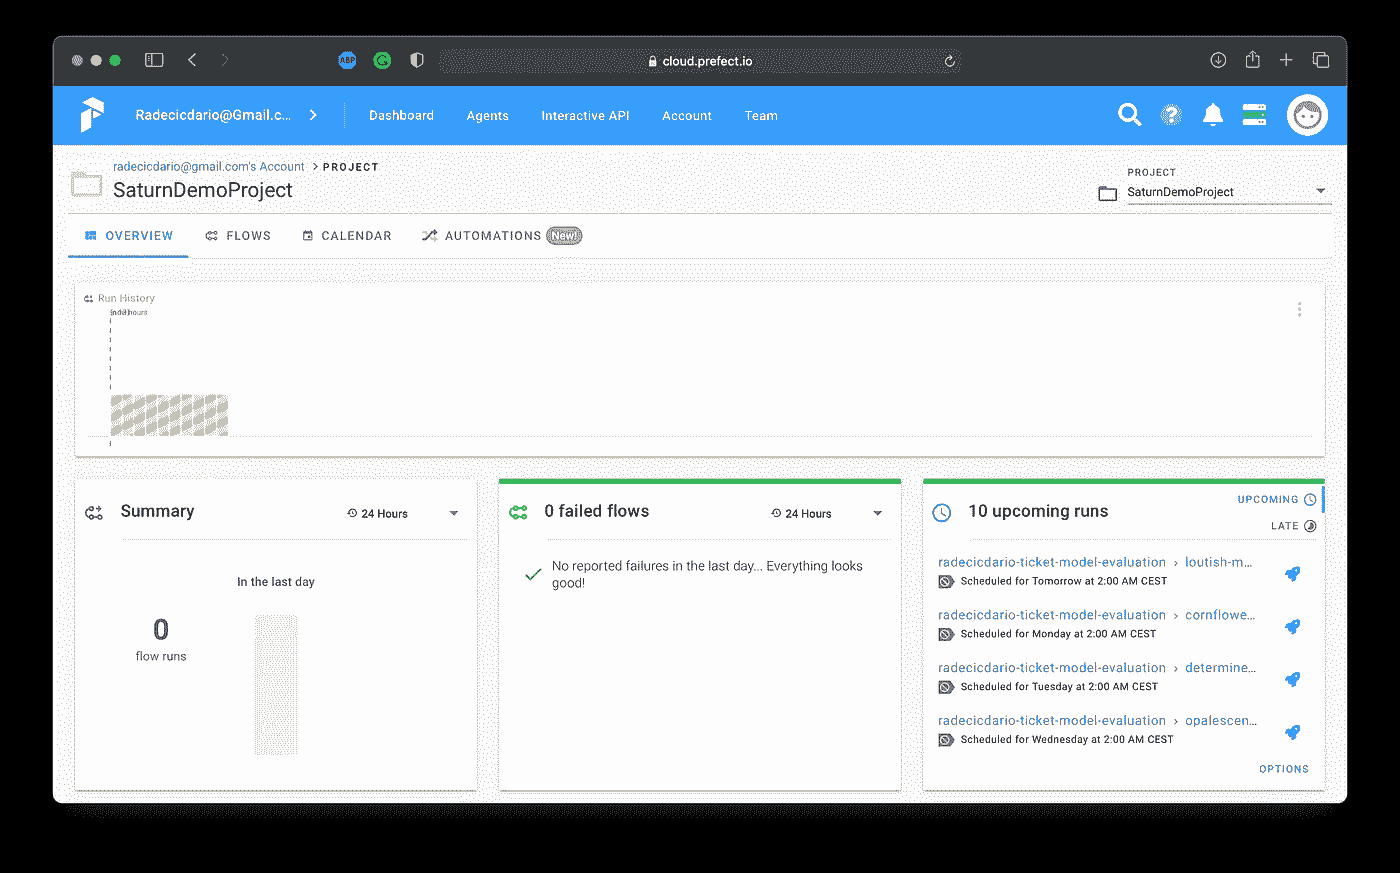 ABP
cloud.prefect.io
Radecicdario@Gmail.c...
Dashboard
Agents
Interactive API
Account
Team
radecicdario@gmail.com's Account > PROJECT
SaturnDemoProject
PROJECT
SaturnDemoProject
OVERVIEW
FLOWS
CALENDAR
AUTOMATIONS
New!
Run History
Summary
24 Hours
In the last day
0
flow runs
0 failed flows
24 Hours
No reported failures in the last day... Everything looks
good!
10 upcoming runs
UPCOMING
LATE
radecicdario-ticket-model-evaluation > loutish-m...
Scheduled for Tomorrow at 2:00 AM CEST
radecicdario-ticket-model-evaluation > cornflowe...
Scheduled for Monday at 2:00 AM CEST
radecicdario-ticket-model-evaluation > determine...
Scheduled for Tuesday at 2:00 AM CEST
radecicdario-ticket-model-evaluation > opalescen...
Scheduled for Wednesday at 2:00 AM CEST
OPTIONS